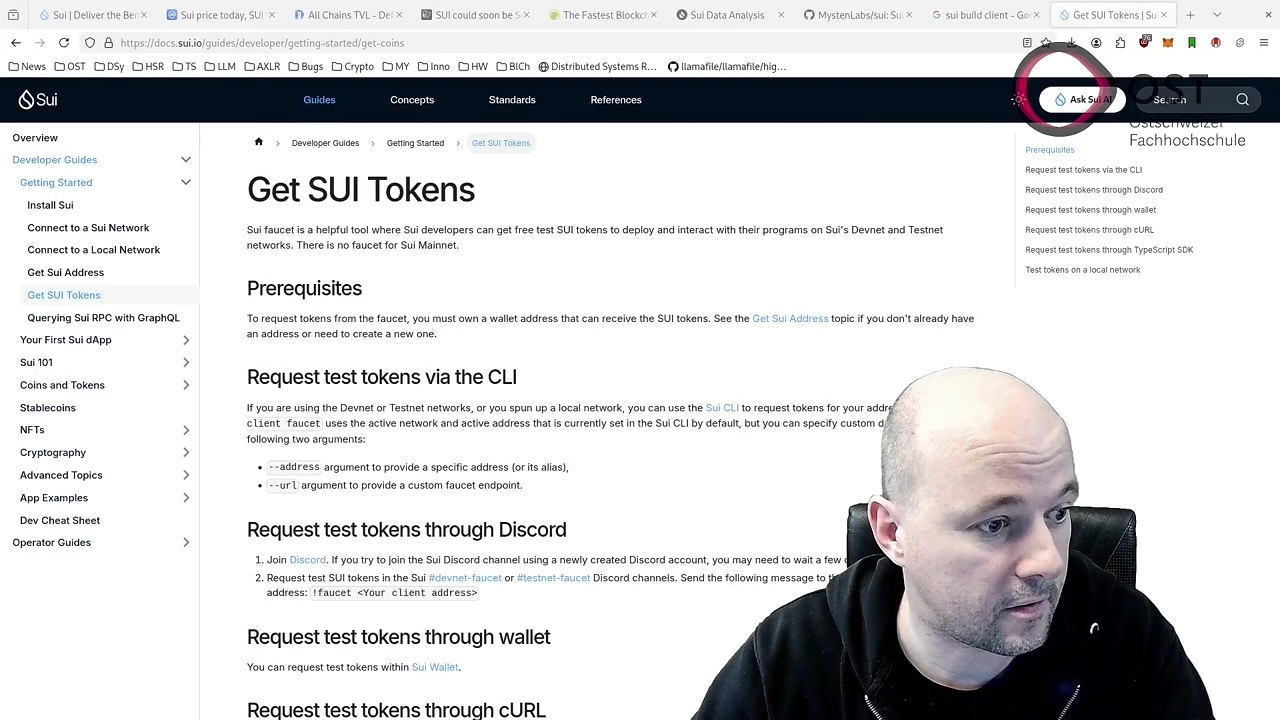 Sui | Deliver the Ber
Sui price today, SUI
All Chains TVL - Def
SUI could soon be S
The Fastest Blockch
Sui Data Analysis
MystenLabs/sui: Sui
sui build client - Goo
Get SUI Tokens | Sui
https://docs.sui.io/guides/developer/getting-started/get-coins
News
OST
DSy
HSR
TS
LLM
AXLR
Bugs
Crypto
MY
Inno
HW
BlCh
Distributed Systems R…
llamafile/llamafile/hig…
Sui
Guides
Concepts
Standards
References
Ask Sui AI
Search
OST
Ostschweizer
Fachhochschule
Overview
Developer Guides
Getting Started
Install Sui
Connect to a Sui Network
Connect to a Local Network
Get Sui Address
Get SUI Tokens
Querying Sui RPC with GraphQL
Your First Sui dApp
Sui 101
Coins and Tokens
Stablecoins
NFTs
Cryptography
Advanced Topics
App Examples
Dev Cheat Sheet
Operator Guides
Developer Guides
Getting Started
Get SUI Tokens
Get SUI Tokens
Sui faucet is a helpful tool where Sui developers can get free test SUI tokens to deploy and interact with their programs on Sui's Devnet and Testnet
networks. There is no faucet for Sui Mainnet.
Prerequisites
To request tokens from the faucet, you must own a wallet address that can receive the SUI tokens. See the Get Sui Address topic if you don't already have
an address or need to create a new one.
Request test tokens via the CLI
If you are using the Devnet or Testnet networks, or you spun up a local network, you can use the Sui CLI to request tokens for your addre
client faucet uses the active network and active address that is currently set in the Sui CLI by default, but you can specify custom d
following two arguments:
--address argument to provide a specific address (or its alias),
--url argument to provide a custom faucet endpoint.
Request test tokens through Discord
1. Join Discord. If you try to join the Sui Discord channel using a newly created Discord account, you may need to wait a few
2. Request test SUI tokens in the Sui #devnet-faucet or #testnet-faucet Discord channels. Send the following message to th
address: !faucet <Your client address>
Request test tokens through wallet
You can request test tokens within Sui Wallet.
Request test tokens through cURL
Prerequisites
Request test tokens via the CLI
Request test tokens through Discord
Request test tokens through wallet
Request test tokens through cURL
Request test tokens through TypeScript SDK
Test tokens on a local network